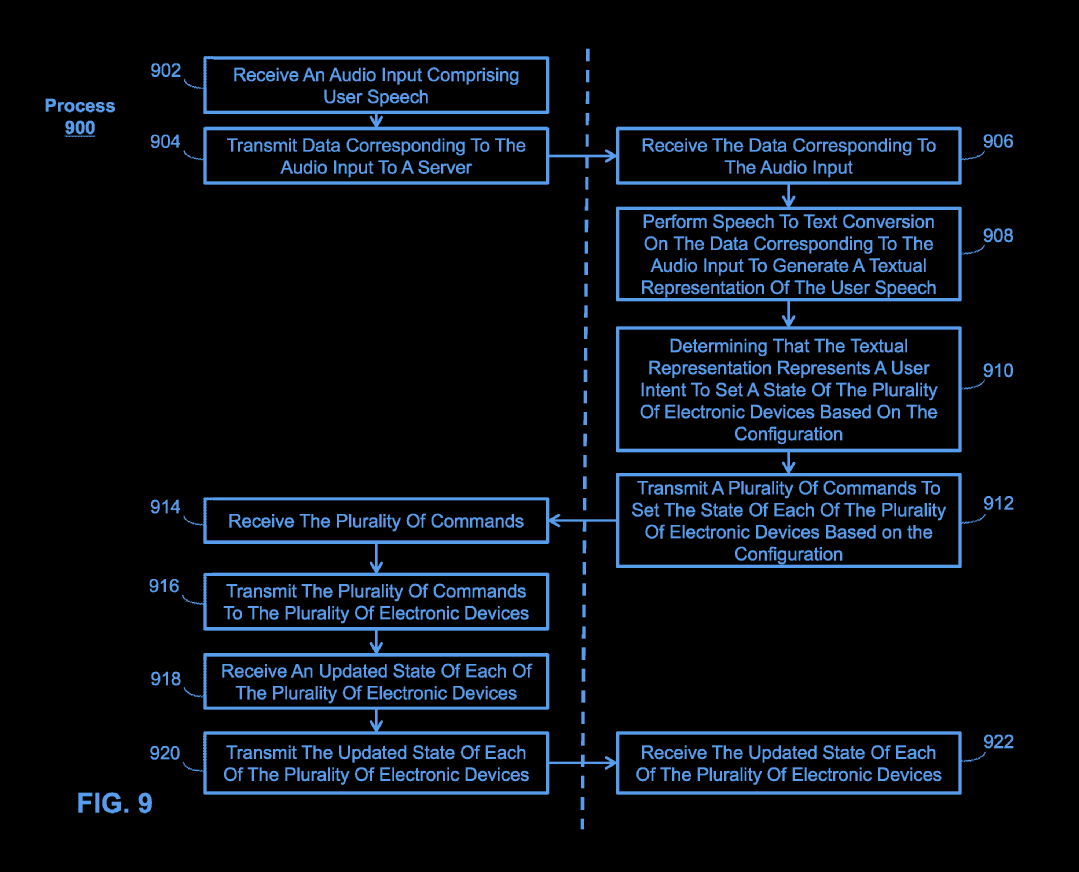 Process
900
902
Receive An Audio Input Comprising
User Speech
904
Transmit Data Corresponding To The
Audio Input To A Server
Receive The Data Corresponding To
The Audio Input
906
Perform Speech To Text Conversion
On The Data Corresponding To The
Audio Input To Generate A Textual
Representation Of The User Speech
908
Determining That The Textual
Representation Represents A User
Intent To Set A State Of The Plurality
Of Electronic Devices Based On The
Configuration
910
Transmit A Plurality Of Commands To
Set The State Of Each Of The Plurality
Of Electronic Devices Based on the
Configuration
912
914
Receive The Plurality Of Commands
916
Transmit The Plurality Of Commands
To The Plurality Of Electronic Devices
918
Receive An Updated State Of Each Of
The Plurality Of Electronic Devices
920
Transmit The Updated State Of Each
Of The Plurality Of Electronic Devices
Receive The Updated State Of Each
Of The Plurality Of Electronic Devices
922
FIG. 9